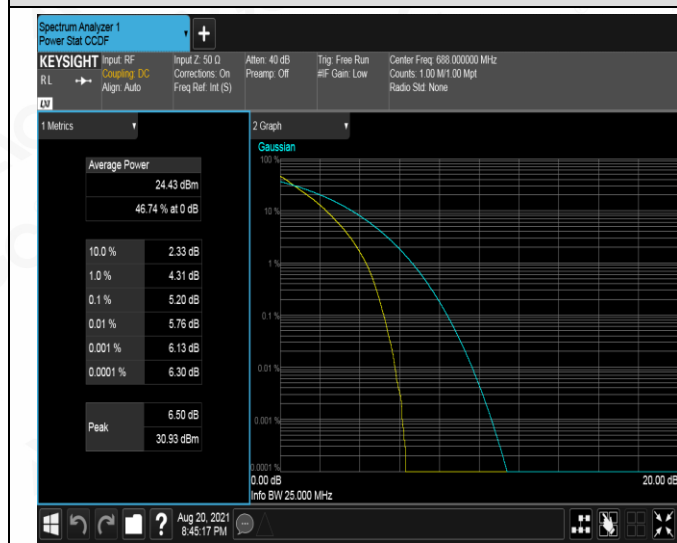 Spectrum Analyzer 1
Power Stat CCDF
+
KEYSIGHT
RL
LXI
Input: RF
Coupling: DC
Align: Auto
Input Z: 50 Ω
Corrections: On
Freq Ref: Int (S)
Atten: 40 dB
Preamp: Off
Trig: Free Run
#IF Gain: Low
Center Freq: 688.000000 MHz
Counts: 1.00 M/1.00 Mpt
Radio Std: None
1 Metrics
Average Power
24.43 dBm
46.74 % at 0 dB
10.0 % 2.33 dB
1.0 % 4.31 dB
0.1 % 5.20 dB
0.01 % 5.76 dB
0.001 % 6.13 dB
0.0001 % 6.30 dB
Peak
6.50 dB
30.93 dBm
2 Graph
Gaussian
100 %
10 %
1 %
0.1 %
0.01 %
0.001 %
0.0001 %
0.00 dB
20.00 dB
Info BW 25.000 MHz
?
Aug 20, 2021
8:45:17 PM